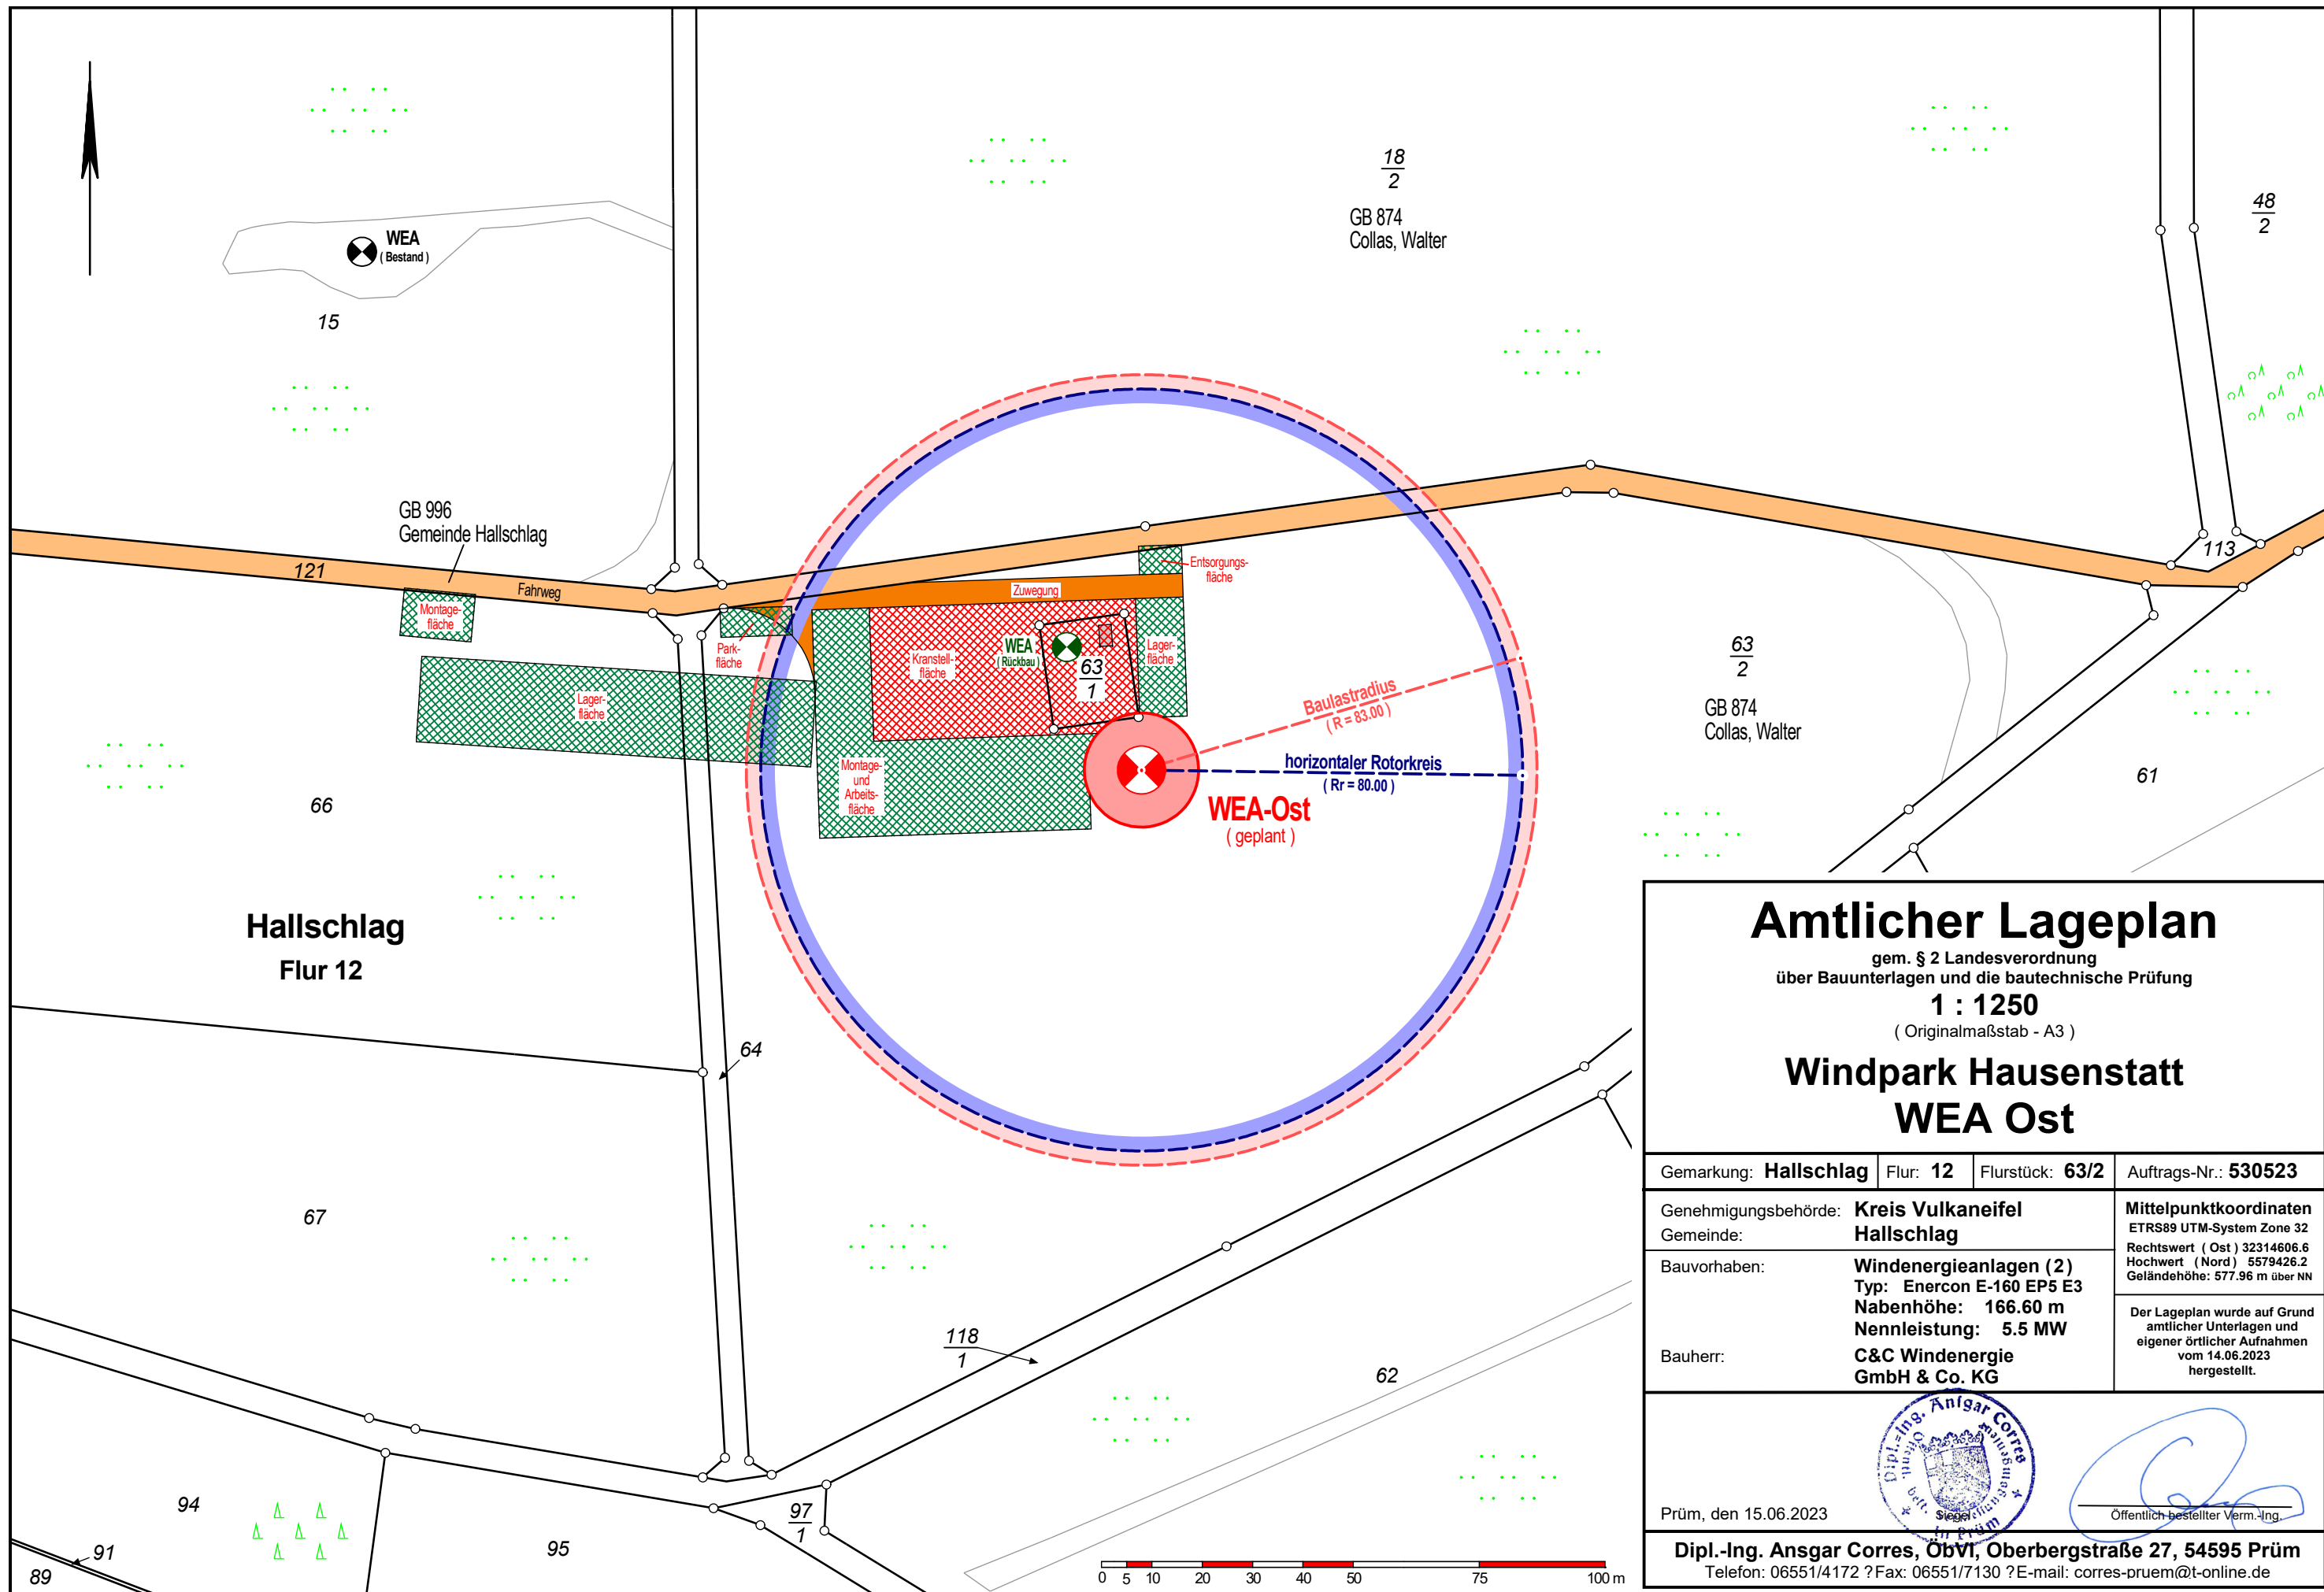 18
2
GB 874
Collas, Walter
48
2
WEA
( Bestand )
15
GB 996
Gemeinde Hallschlag
121
Fahrweg
113
Montage-
fläche
Park-
fläche
Zuwegung
Entsorgungs-
fläche
WEA
( Rückbau )
Kranstell-
fläche
63
1
Lager-
fläche
Lager-
fläche
63
2
GB 874
Collas, Walter
Baulastradius
( R = 83.00 )
horizontaler Rotorkreis
( Rr = 80.00 )
WEA-Ost
( geplant )
Montage-
und
Arbeits-
fläche
61
66
Hallschlag
Flur 12
64
67
118
1
62
94
97
1
95
91
89
0 5 10 20 30 40 50 75 100 m
Amtlicher Lageplan
gem. § 2 Landesverordnung
über Bauunterlagen und die bautechnische Prüfung
1 : 1250
( Originalmaßstab - A3 )
Windpark Hausenstatt
WEA Ost
Gemarkung: Hallschlag Flur: 12 Flurstück: 63/2 Auftrags-Nr.: 530523
Genehmigungsbehörde: Kreis Vulkaneifel
Gemeinde: Hallschlag
Mittelpunktkoordinaten
ETRS89 UTM-System Zone 32
Rechtswert ( Ost ) 32314606.6
Hochwert ( Nord ) 5579426.2
Geländehöhe: 577.96 m über NN
Bauvorhaben: Windenergieanlagen (2)
Typ: Enercon E-160 EP5 E3
Nabenhöhe: 166.60 m
Nennleistung: 5.5 MW
Bauherr: C&C Windenergie
GmbH & Co. KG
Der Lageplan wurde auf Grund
amtlicher Unterlagen und
eigener örtlicher Aufnahmen
vom 14.06.2023
hergestellt.
Dipl.-Ing. Ansgar Corres
in Prüm
Prüm, den 15.06.2023
Siegel
Öffentlich bestellter Verm.-Ing.
Dipl.-Ing. Ansgar Corres, ÖbVI, Oberbergstraße 27, 54595 Prüm
Telefon: 06551/4172 ?Fax: 06551/7130 ?E-mail: corres-pruem@t-online.de